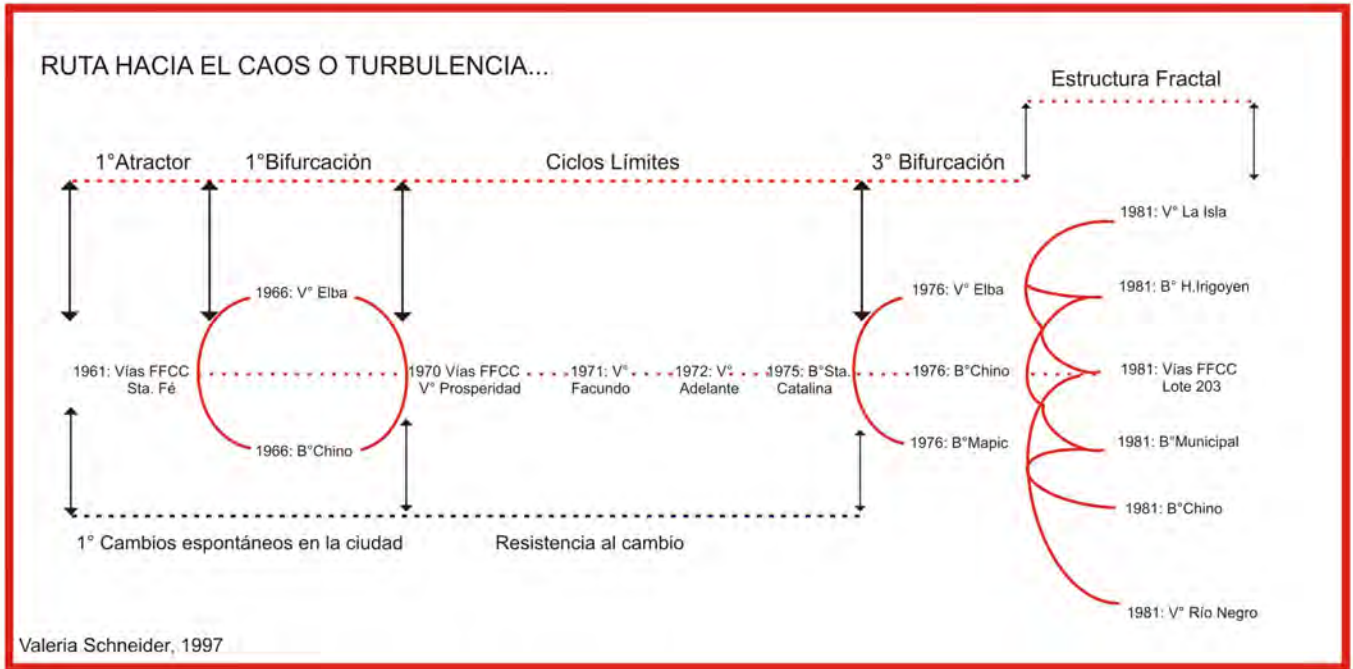 RUTA HACIA EL CAOS O TURBULENCIA...
Estructura Fractal
1°Atractor
1°Bifurcación
Ciclos Límites
3° Bifurcación
1961: Vías FFCC
Sta. Fé
1966: V° Elba
1966: B°Chino
1970 Vías FFCC
V° Prosperidad
1971: V°
Facundo
1972: V°
Adelante
1975: B°Sta.
Catalina
1976: V° Elba
1976: B°Chino
1976: B°Mapic
1981: V° La Isla
1981: B° H.Irigoyen
1981: Vías FFCC
Lote 203
1981: B°Municipal
1981: B°Chino
1981: V° Río Negro
1° Cambios espontáneos en la ciudad
Resistencia al cambio
Valeria Schneider, 1997